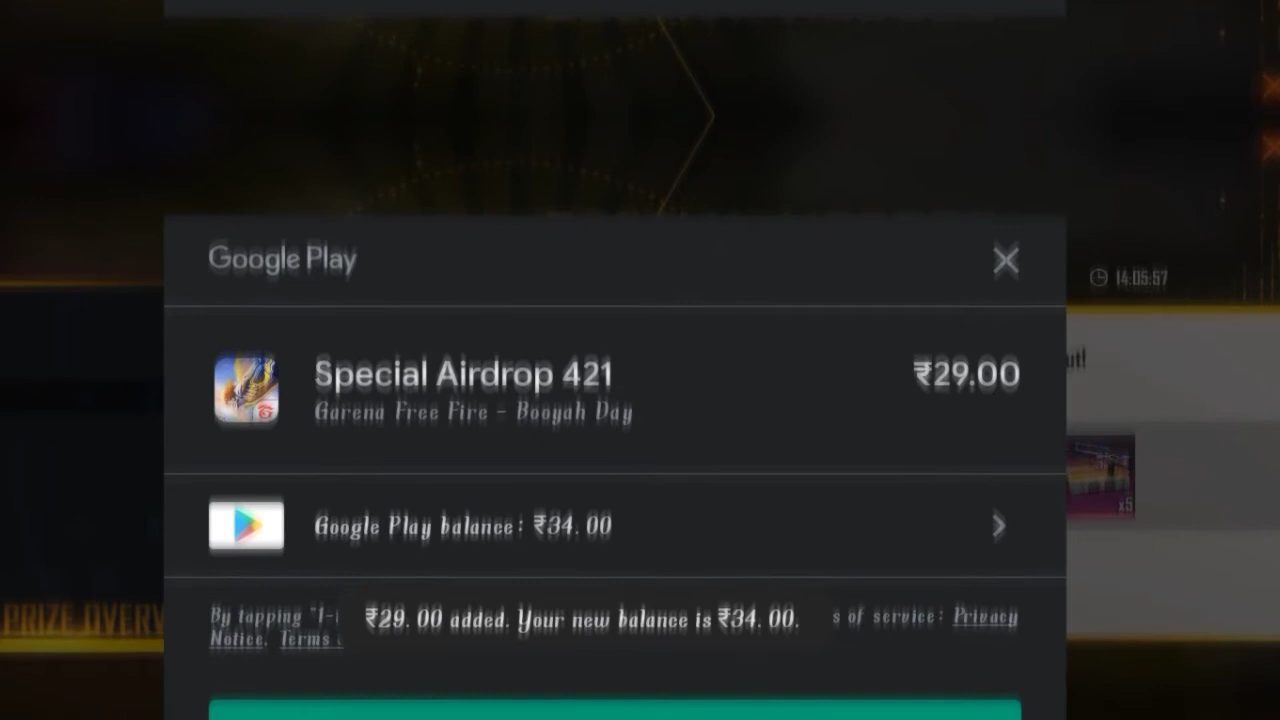 Google Play
14:05:57
Special Airdrop 421
₹29.00
Garena Free Fire - Booyah Day
x5
Google Play balance: ₹34. 00
By tapping "1- ₹29. 00 added. Your new balance is ₹34. 00. s of service: Privacy
Notice, Terms
PRIZE OVERV